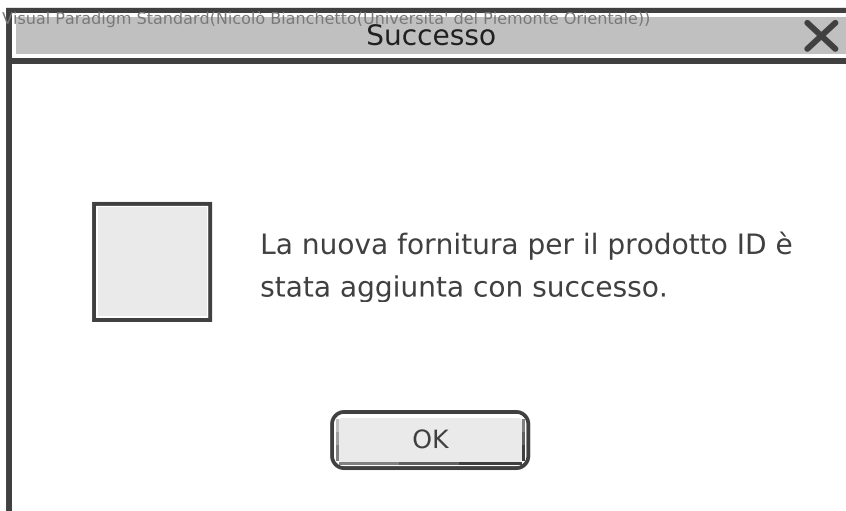 Visual Paradigm Standard(Nicolò Bianchetto(Universita' del Piemonte Orientale))
Successo
La nuova fornitura per il prodotto ID è
stata aggiunta con successo.
OK